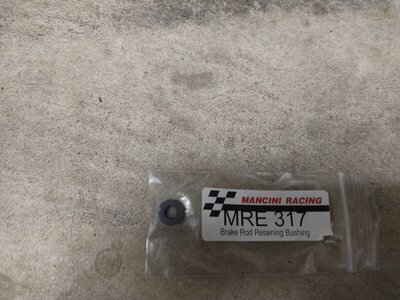 MANCINI RACING
MRE 317
Brake Rod Retaining Bushing